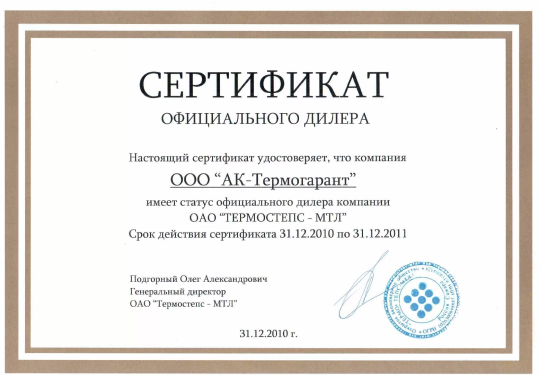 СЕРТИФИКАТ
ОФИЦИАЛЬНОГО ДИЛЕРА
Настоящий сертификат удостоверяет, что компания
ООО “АК-Термогарант”
имеет статус официального дилера компании
ОАО “ТЕРМОСТЕПС - МТЛ”
Срок действия сертификата 31.12.2010 по 31.12.2011
Подгорный Олег Александрович
Генеральный директор
ОАО “Термостепс - МТЛ”
31.12.2010 г.